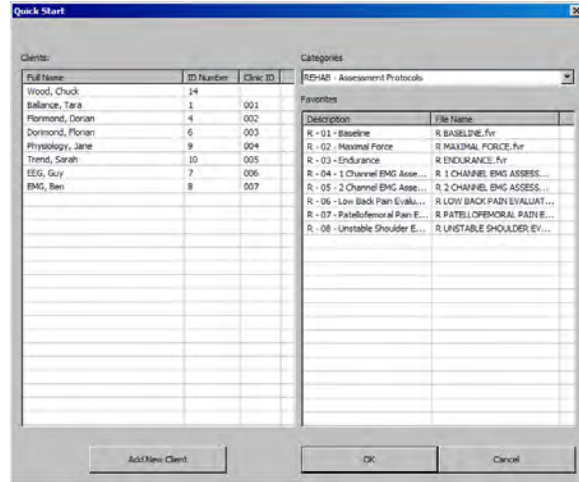 Quick Start
Clients:
Full Name ID Number Clinic ID
Wood, Chuck 14
Ballance, Tara 1 001
Florimond, Dorian 4 002
Dorimond, Florian 6 003
Physiology, Jane 9 004
Trend, Sarah 10 005
EEG, Guy 7 006
EMG, Ben 8 007
Add New Client
Categories
REHAB - Assessment Protocols
Favorites
Description File Name
R - 01 - Baseline R BASELINE.fvr
R - 02 - Maximal Force R MAXIMAL FORCE.fvr
R - 03 - Endurance R ENDURANCE.fvr
R - 04 - 1 Channel EMG Asse... R 1 CHANNEL EMG ASSESS...
R - 05 - 2 Channel EMG Asse... R 2 CHANNEL EMG ASSESS...
R - 06 - Low Back Pain Evalu... R LOW BACK PAIN EVALUAT...
R - 07 - Patellofemoral Pain E... R PATELLOFEMORAL PAIN E...
R - 08 - Unstable Shoulder E... R UNSTABLE SHOULDER EV...
OK Cancel